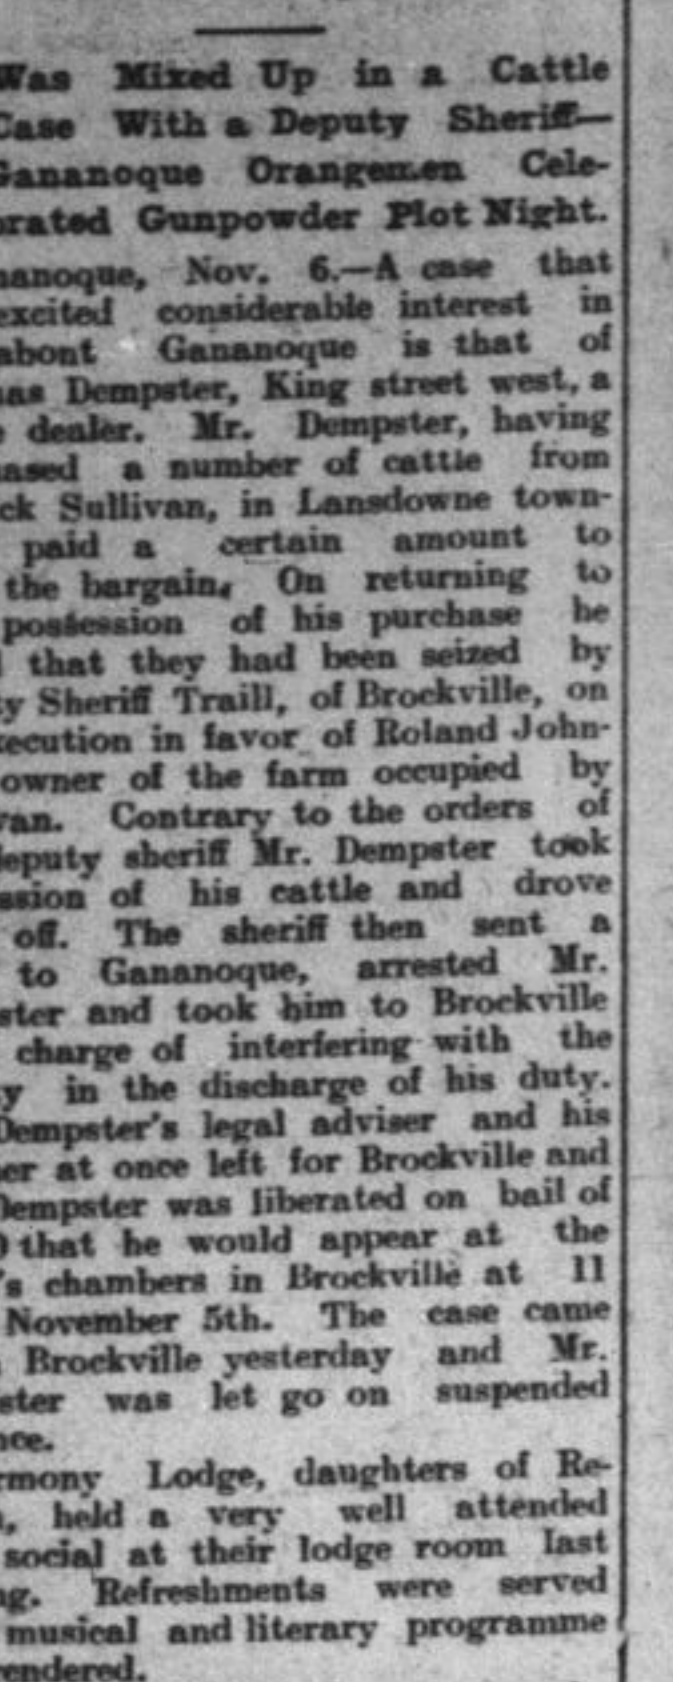 Was Mixed Up in a Cattle
Case With a Deputy Sheriff—
Gananoque Orangemen Cele-
brated Gunpowder Plot Night.
nanoque, Nov. 6.—A case that
excited considerable interest in
abont Gananoque is that of
as Dempster, King street west, a
e dealer. Mr. Dempster, having
ased a number of cattle from
ck Sullivan, in Lansdowne town-
paid a certain amount to
the bargain. On returning to
possession of his purchase he
that they had been seized by
y Sheriff Traill, of Brockville, on
ecution in favor of Roland John-
owner of the farm occupied by
van. Contrary to the orders of
deputy sheriff Mr. Dempster took
ssion of his cattle and drove
off. The sheriff then sent a
to Gananoque, arrested Mr.
ster and took him to Brockville
charge of interfering with the
y in the discharge of his duty.
Dempster's legal adviser and his
er at once left for Brockville and
Dempster was liberated on bail of
that he would appear at the
's chambers in Brockville at 11
November 5th. The case came
Brockville yesterday and Mr.
ster was let go on suspended
nce.
rmony Lodge, daughters of Re-
, held a very well attended
social at their lodge room last
ng. Refreshments were served
musical and literary programme
rendered.